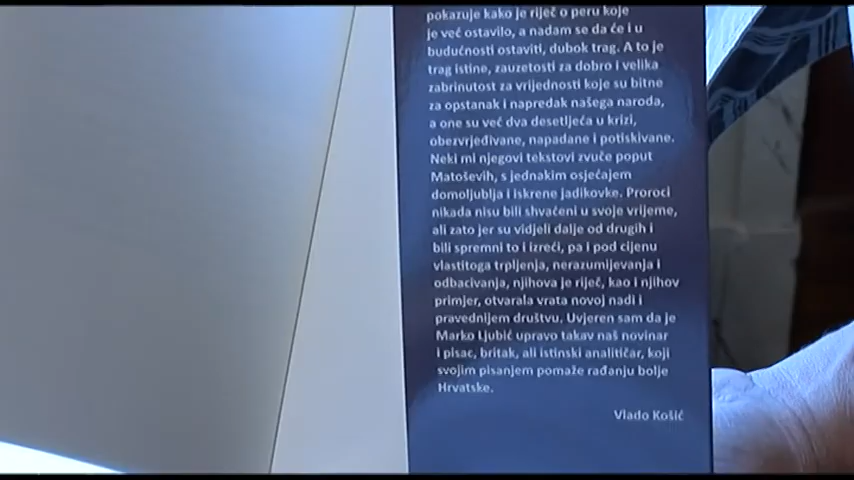 pokazuje kako je riječ o peru koje
je već ostavilo, a nadam se da će i u
budućnosti ostaviti, dubok trag. A to je
trag istine, zauzetosti za dobro i velika
zabrinutost za vrijednosti koje su bitne
za opstanak i napredak našega naroda,
a one su već dva desetljeća u krizi,
obezvrjeđivane, napadane i potiskivane.
Neki mi njegovi tekstovi zvuče poput
Matoševih, s jednakim osjećajem
domoljublja i iskrene jadikovke. Proroci
nikada nisu bili shvaćeni u svoje vrijeme,
ali zato jer su vidjeli dalje od drugih i
bili spremni to i izreći, pa i pod cijenu
vlastitoga trpljenja, nerazumijevanja i
odbacivanja, njihova je riječ, kao i njihov
primjer, otvarala vrata novoj nadi i
pravednijem društvu. Uvjeren sam da je
Marko Ljubić upravo takav naš novinar
i pisac, britak, ali istinski analitičar, koji
svojim pisanjem pomaže rađanju bolje
Hrvatske.
Vlado Košić